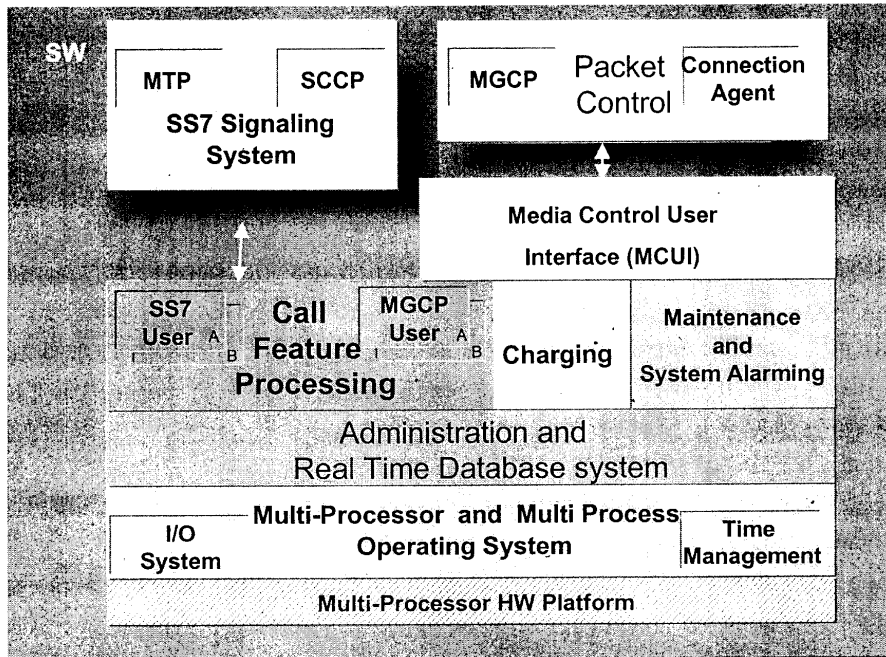 SW
MTP
SCCP
SS7 Signaling
System
MGCP
Packet
Control
Connection
Agent
Media Control User
Interface (MCUI)
SS7
User
A
B
Call
Feature
Processing
MGCP
User
A
B
Charging
Maintenance
and
System Alarming
Administration and
Real Time Database system
I/O
System
Multi-Processor and Multi Process
Operating System
Time
Management
Multi-Processor HW Platform